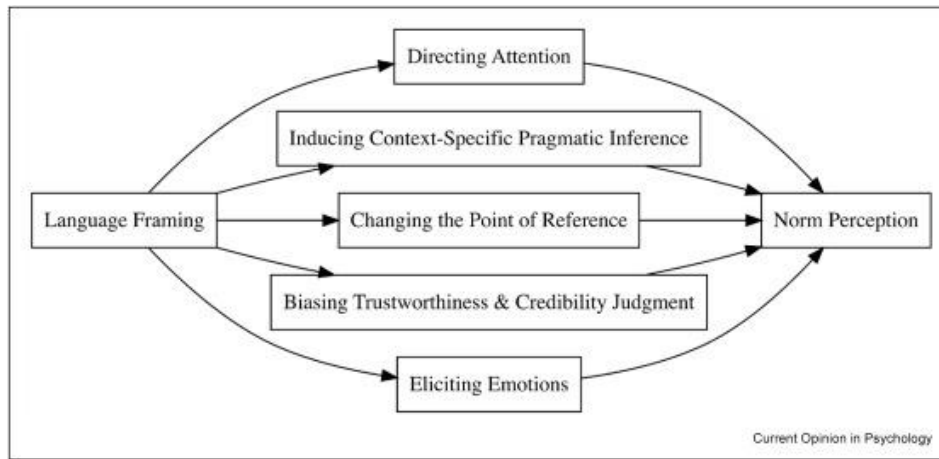 Directing Attention
Inducing Context-Specific Pragmatic Inference
Language Framing
Changing the Point of Reference
Norm Perception
Biasing Trustworthiness & Credibility Judgment
Eliciting Emotions
Current Opinion in Psychology